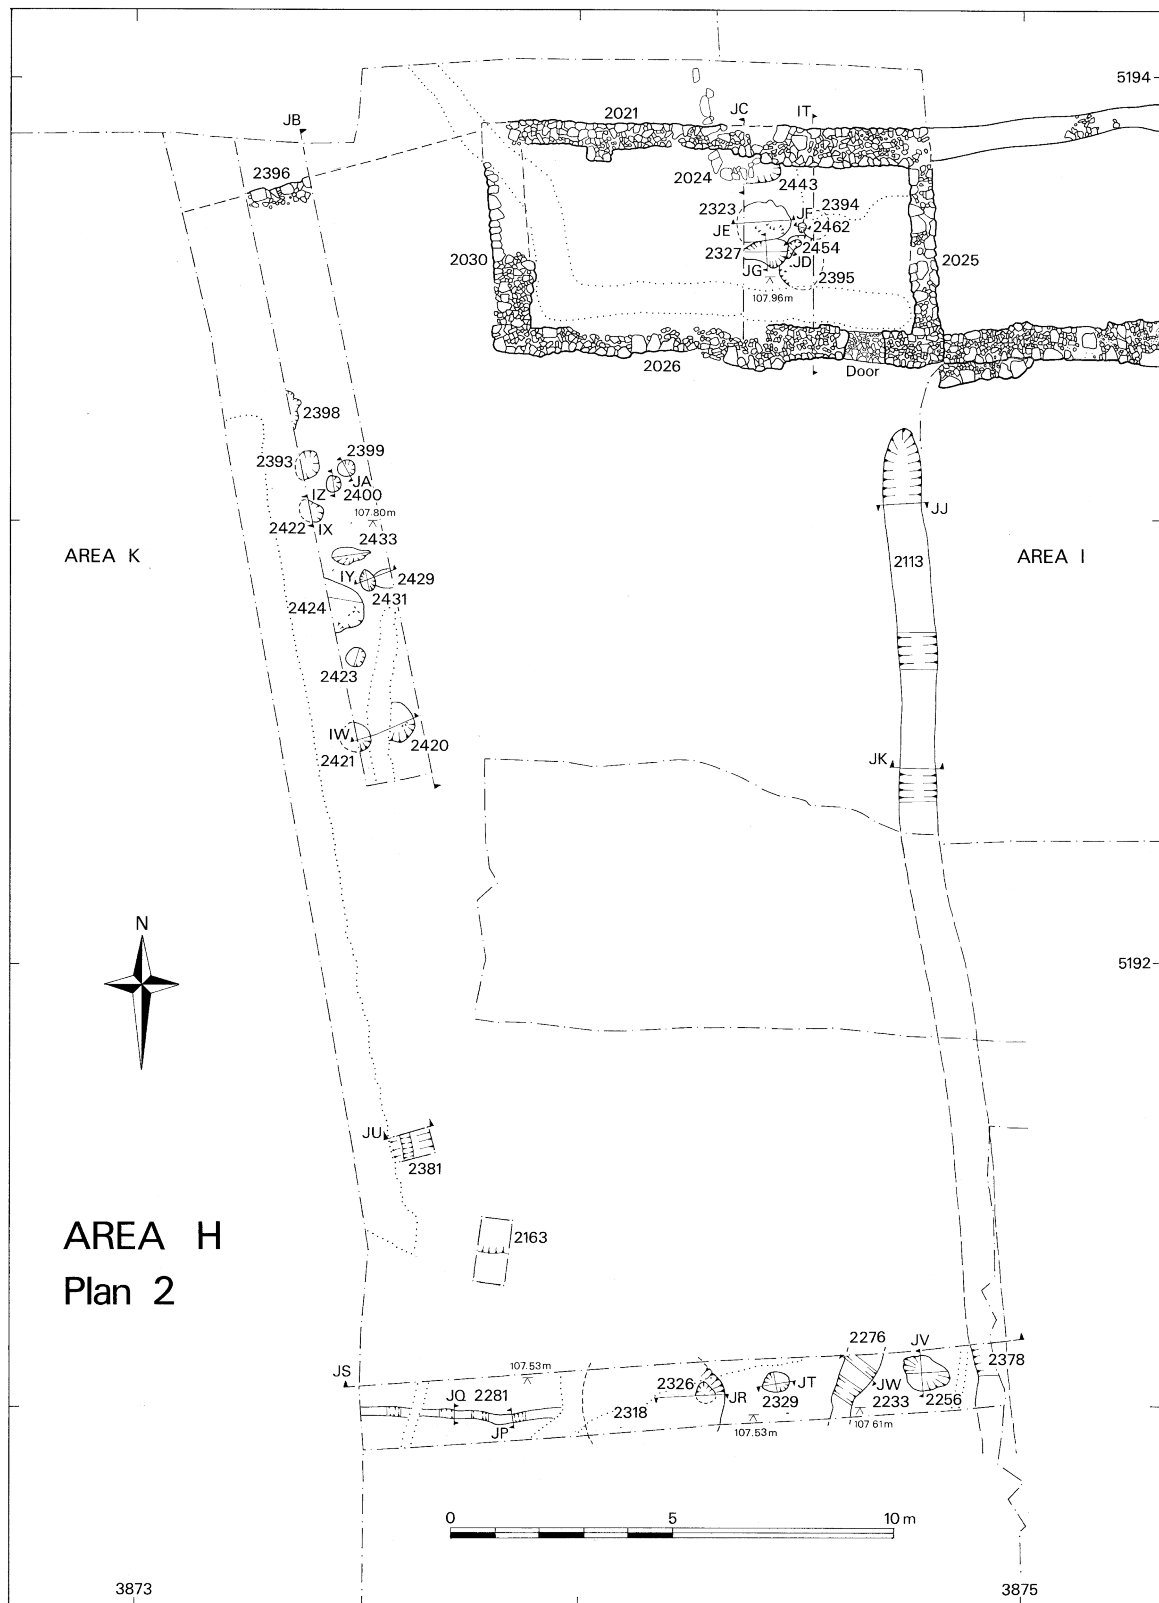 5194
JB
2021
JC
IT
2396
2024
2443
2323
JF
2394
JE
2462
2327
2454
2030
JD
2025
JG
2395
107.96m
2026
Door
2398
2393
2399
JA
IZ
2400
JJ
107.80m
2422
IX
2433
AREA K
AREA I
2113
IY
2429
2431
2424
2423
IW
2420
2421
JK
N
5192
JU
2381
AREA H
2163
Plan 2
2276
JV
107.53m
2378
JS
JQ
2281
2326
JT
JW
JR
2329
2233
2256
2318
107.61m
JP
107.53m
0
5
10 m
3873
3875